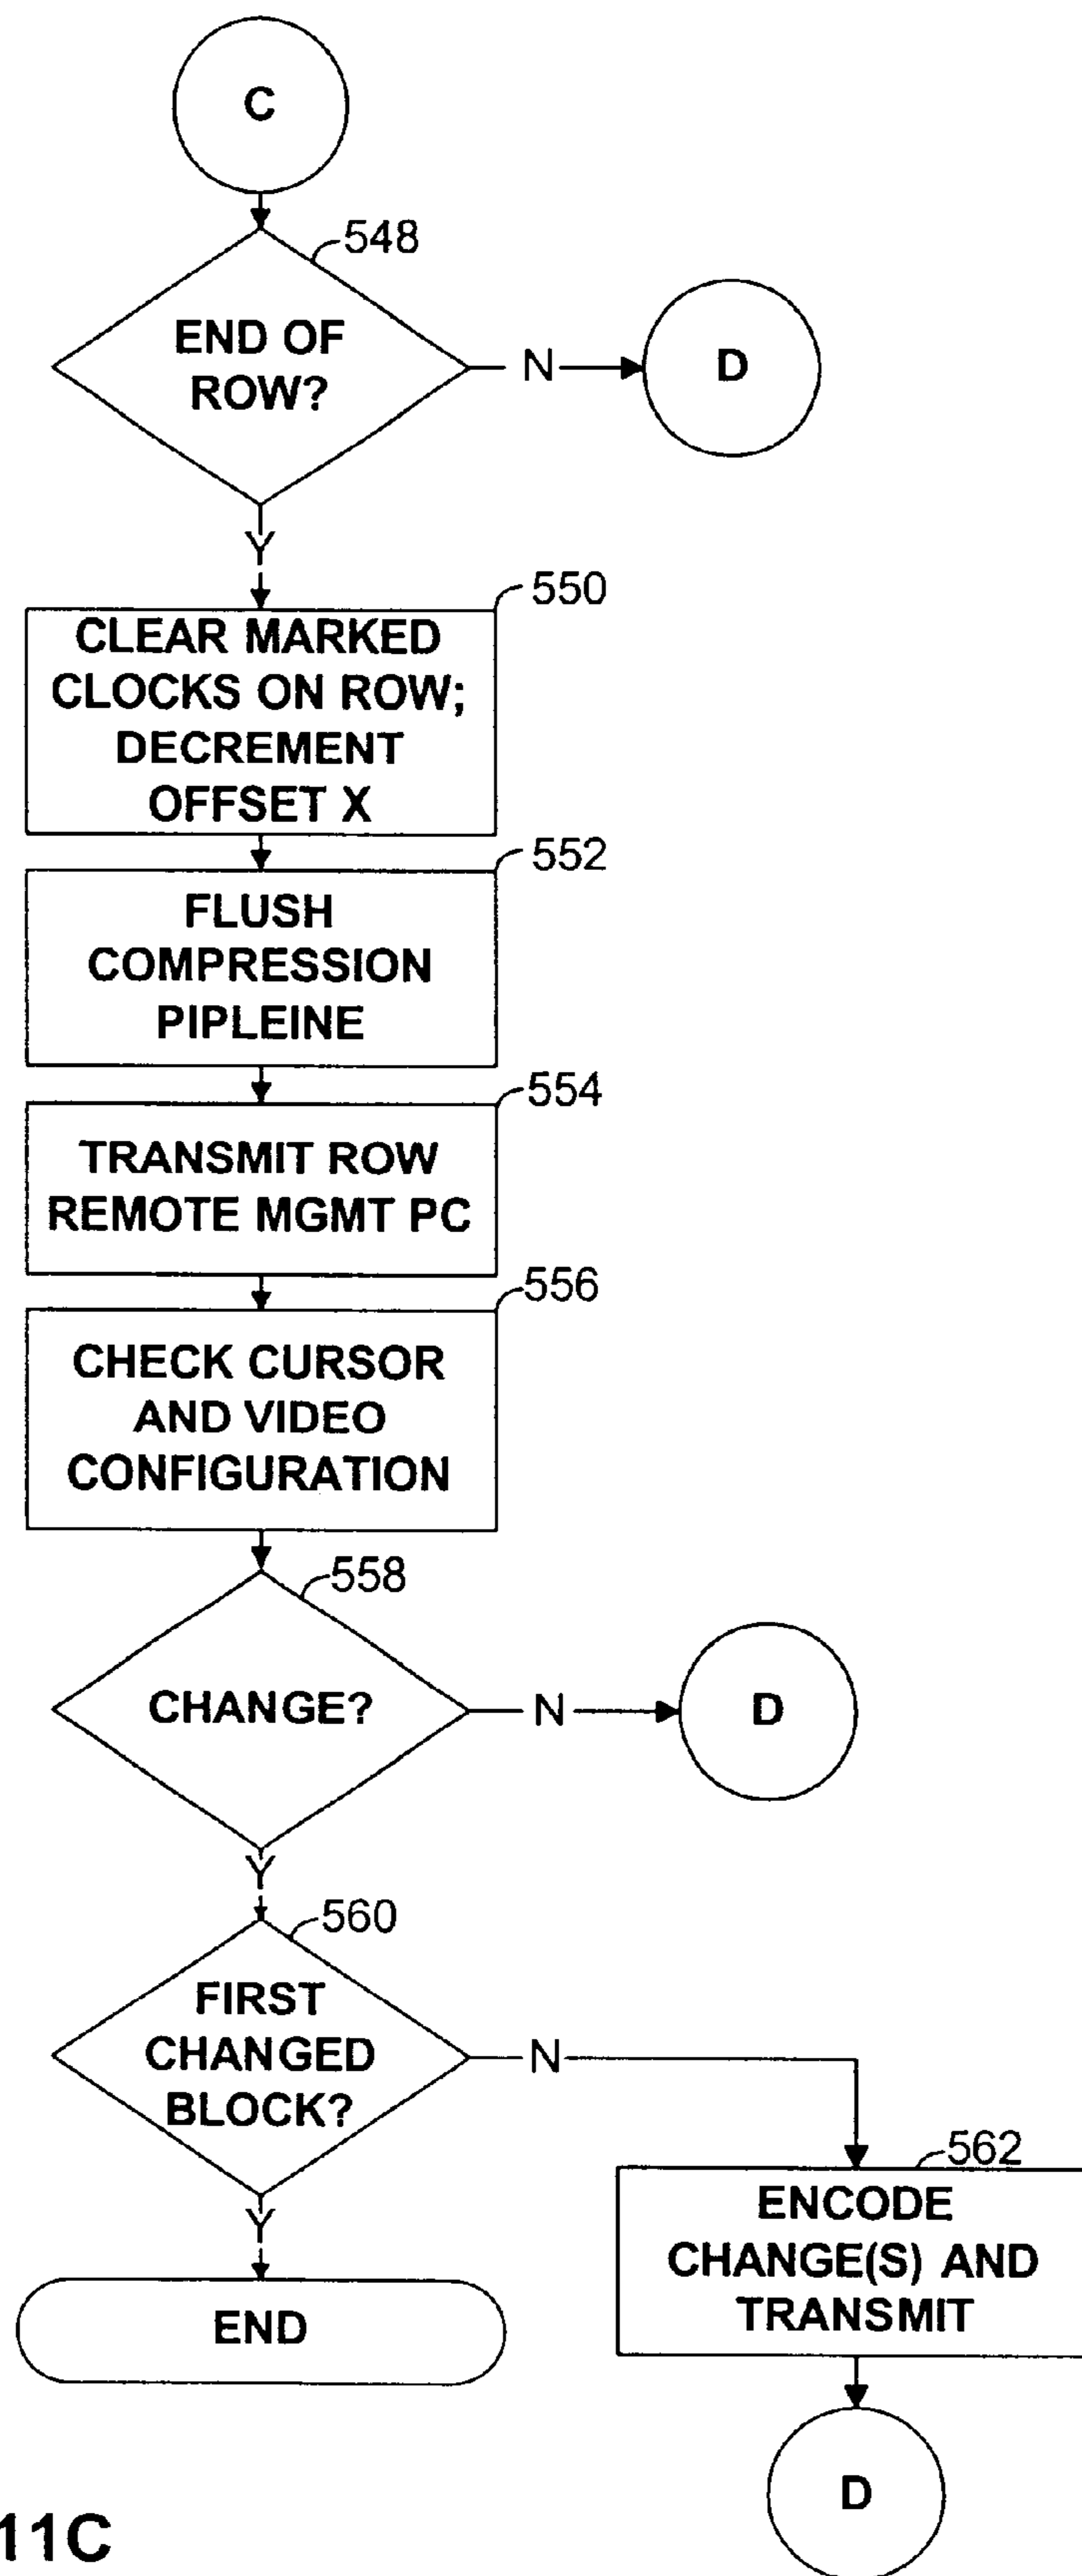 C
548
END OF
ROW?
N
D
Y
550
CLEAR MARKED
CLOCKS ON ROW;
DECREMENT
OFFSET X
552
FLUSH
COMPRESSION
PIPLEINE
554
TRANSMIT ROW
REMOTE MGMT PC
556
CHECK CURSOR
AND VIDEO
CONFIGURATION
558
CHANGE?
N
D
Y
560
FIRST
CHANGED
BLOCK?
N
Y
562
ENCODE
CHANGE(S) AND
TRANSMIT
END
D
11C